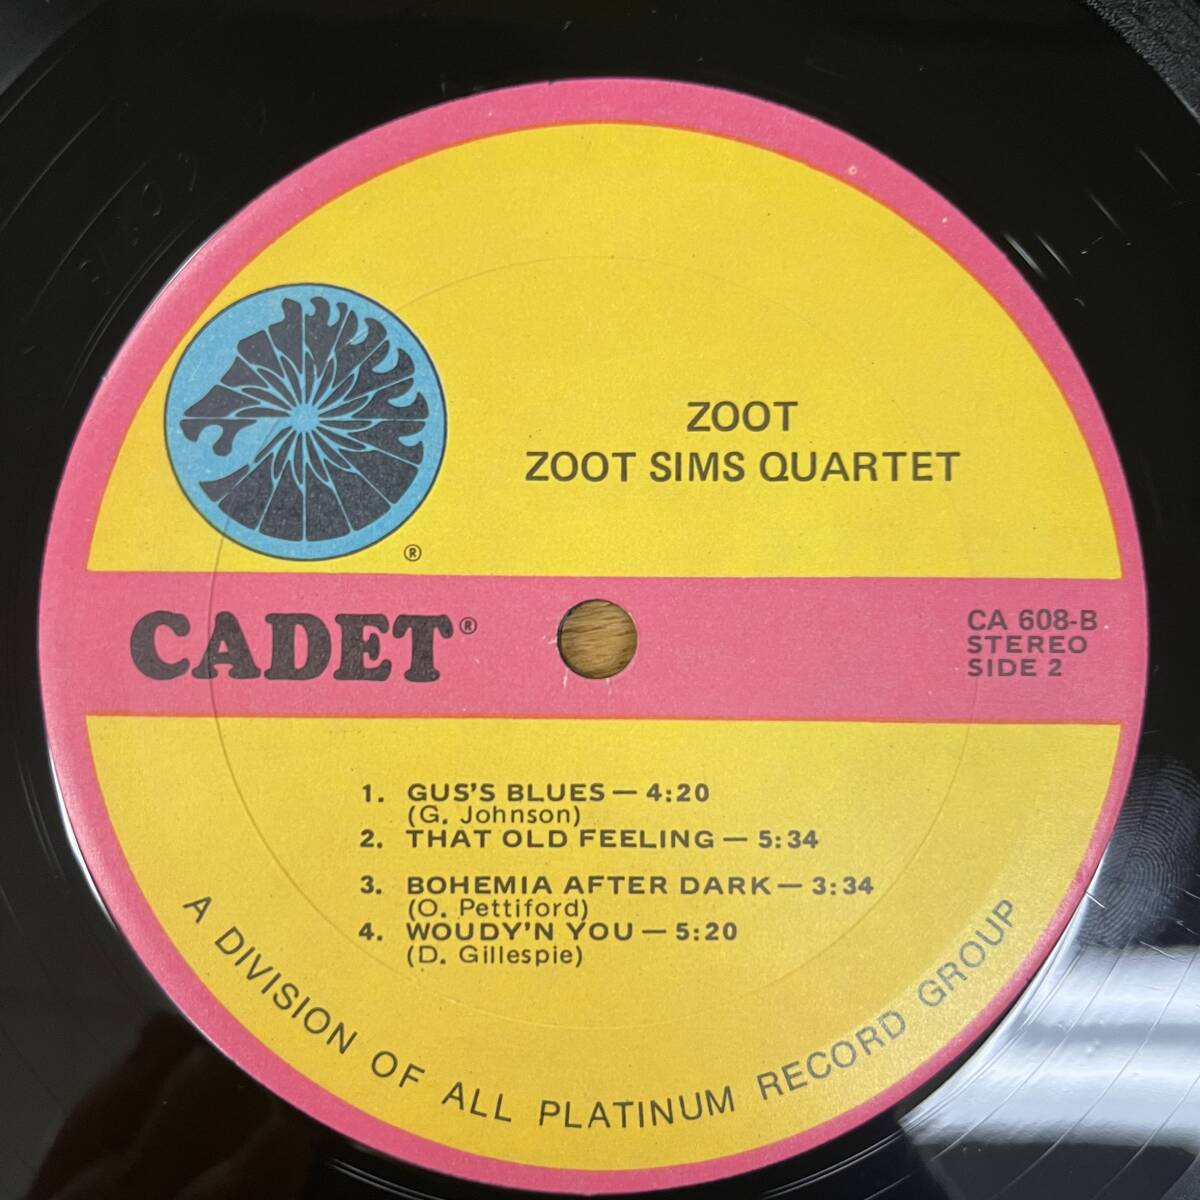 ZOOT
ZOOT SIMS QUARTET
®
CADET®
CA 608-B
STEREO
SIDE 2
1. GUS'S BLUES — 4:20
(G. Johnson)
2. THAT OLD FEELING — 5:34
3. BOHEMIA AFTER DARK — 3:34
(O. Pettiford)
4. WOUDY'N YOU — 5:20
(D. Gillespie)
A DIVISION OF ALL PLATINUM RECORD GROUP